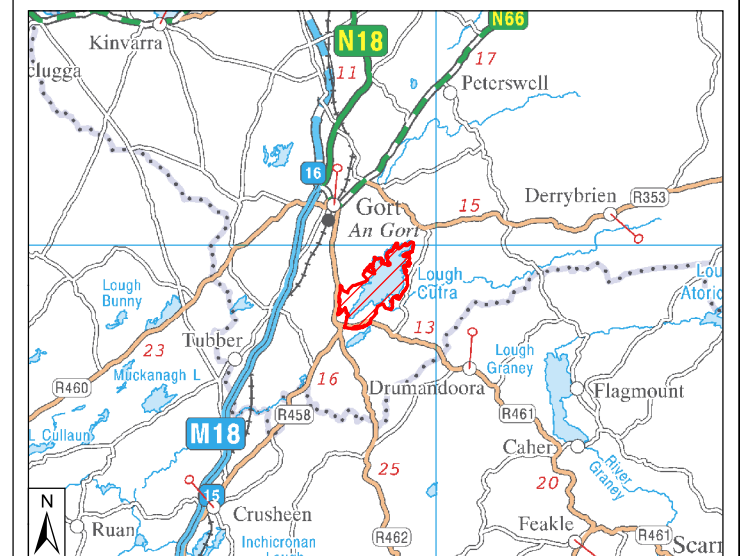 N66
N18
Kinvarra
clugga
11
17
Peterswell
16
Derrybrien
R353
15
Gort
An Gort
Lough
Cutra
Lou
Atoric
Lough
Bunny
13
Tubber
23
Lough
Graney
Muckanagh L
16
Drumandoora
R460
Flagmount
R458
R461
M18
L Cullaun
Caher
25
River
Graney
20
15
N
Crusheen
Ruan
Feakle
R462
R461
Scarr
Inchicronan
Lough